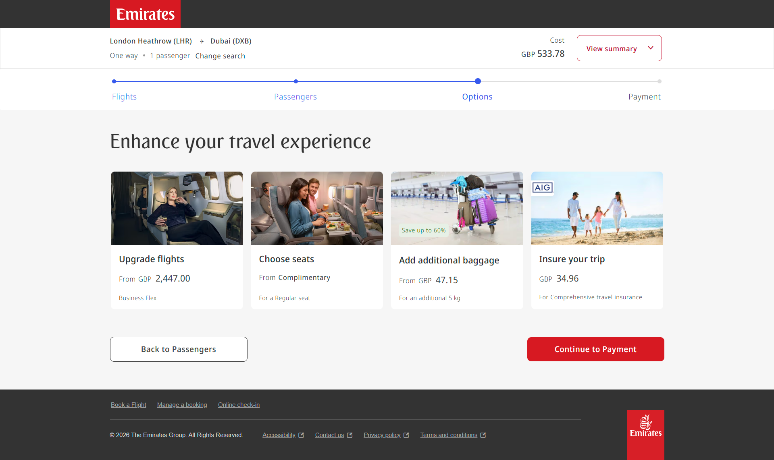 Emirates
London Heathrow (LHR) → Dubai (DXB)
One way • 1 passenger Change search
Cost
GBP 533.78
View summary
Flights
Passengers
Options
Payment
Enhance your travel experience
Upgrade flights
From GBP 2,447.00
Business Flex
Choose seats
From Complimentary
For a Regular seat
Save up to 60%
Add additional baggage
From GBP 47.15
For an additional 5 kg
AIG
Insure your trip
GBP 34.96
For Comprehensive travel insurance
Back to Passengers
Continue to Payment
Book a Flight Manage a booking Online check-in
© 2026 The Emirates Group. All Rights Reserved.
Accessibility Contact us Privacy policy Terms and conditions
Emirates